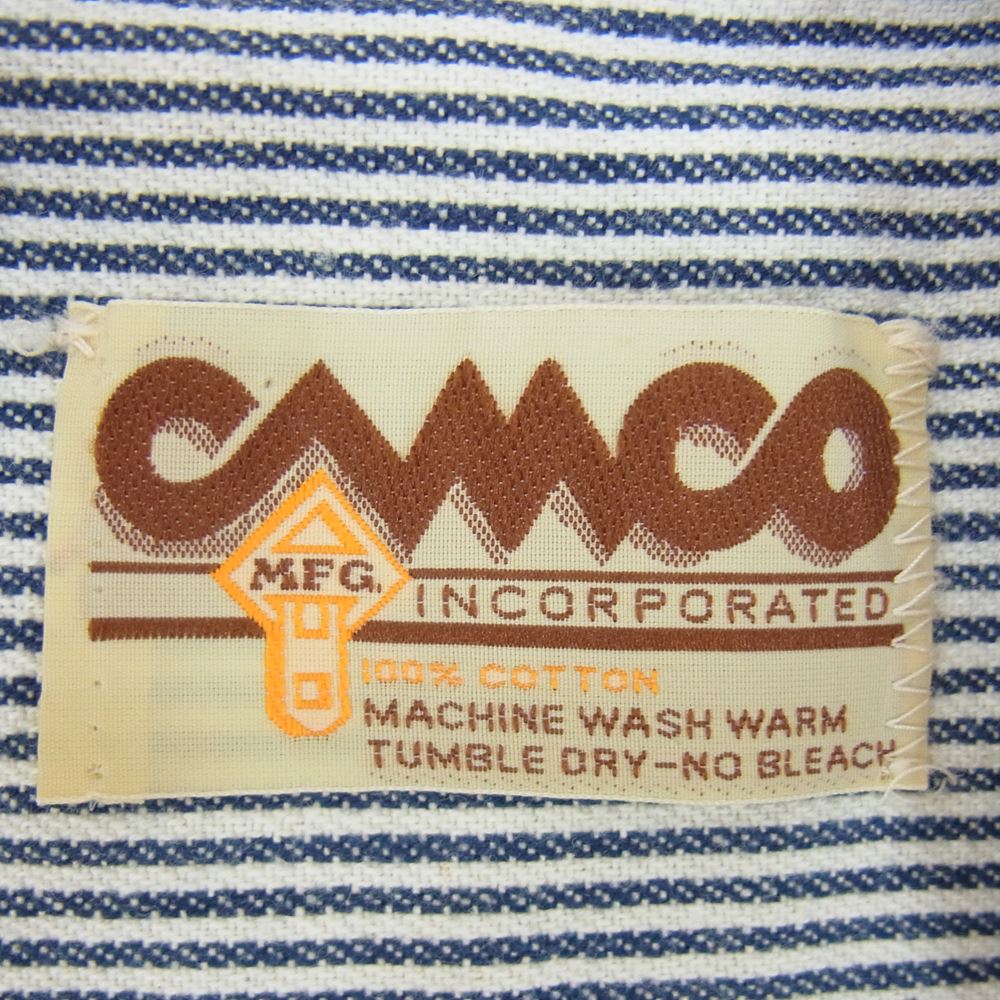 CAMCO
MFG. INCORPORATED
100% COTTON
MACHINE WASH WARM
TUMBLE DRY-NO BLEACH